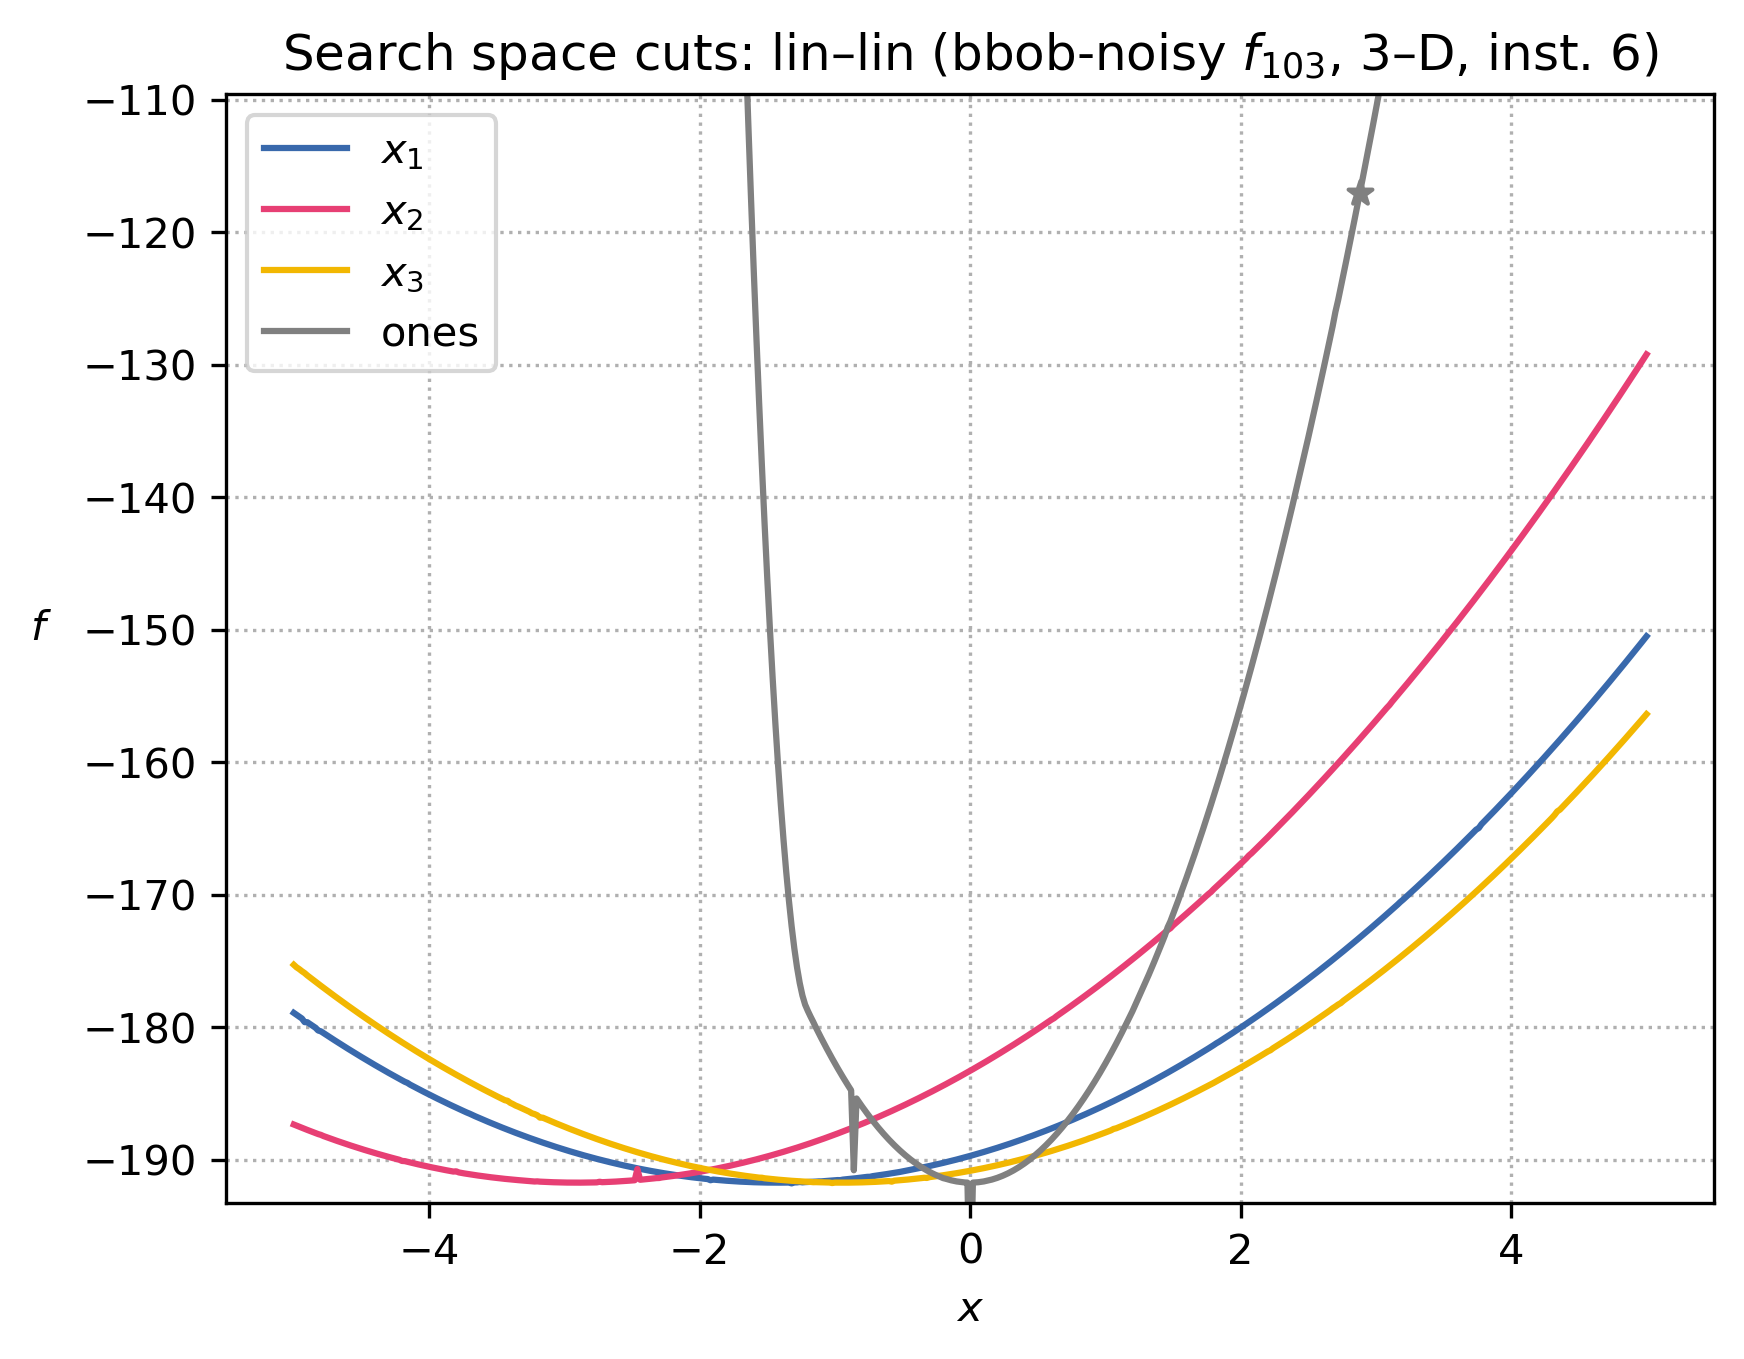 Search space cuts: lin–lin (bbob-noisy f₁₀₃, 3–D, inst. 6)
−110
−120
−130
−140
−150
−160
−170
−180
−190
f
x₁
x₂
x₃
ones
−4 −2 0 2 4
x